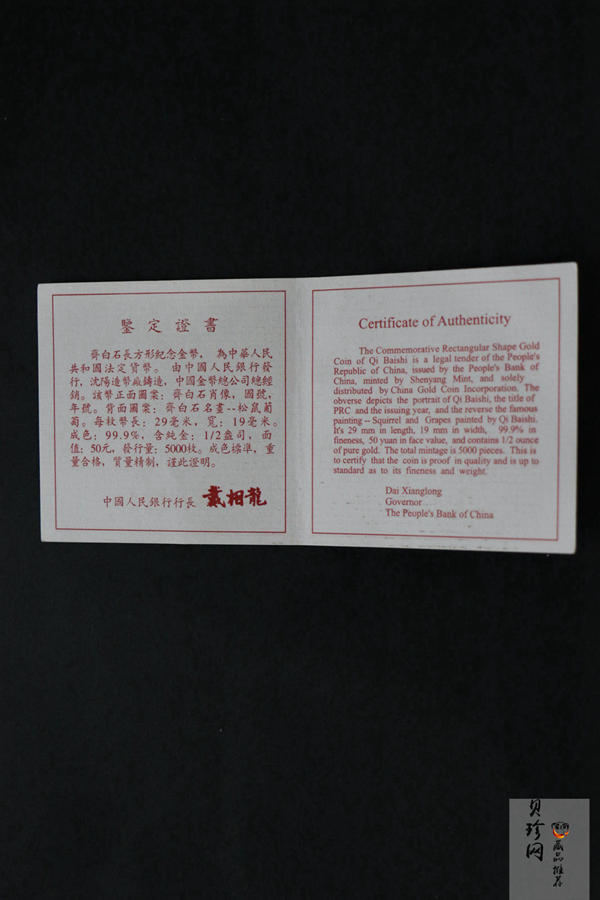 鑒定證書
齊白石長方形紀念金幣， 為中華人民
共和國法定貨幣。 由中國人民銀行發
行，沈陽造幣廠鑄造，中國金幣總公司總經
銷。該幣正面圖案：齊白石肖像，國號，
年號。背面圖案：齊白石名畫--松鼠葡
萄。每枚幣長：29毫米，寬：19毫米。
成色：99.9%，含純金：1/2盎司，面
值：50元，發行量：5000枚。成色標準，重
量合格，質量精制，謹此證明。
中國人民銀行行長 戴相龍
Certificate of Authenticity
The Commemorative Rectangular Shape Gold
Coin of Qi Baishi is a legal tender of the People's
Republic of China, issued by the People's Bank of
China, minted by Shenyang Mint, and solely
distributed by China Gold Coin Incorporation. The
obverse depicts the portrait of Qi Baishi, the title of
PRC and the issuing year, and the reverse the famous
painting – Squirrel and Grapes painted by Qi Baishi.
It's 29 mm in length, 19 mm in width, 99.9% in
fineness, 50 yuan in face value, and contains 1/2 ounce
of pure gold. The total mintage is 5000 pieces. This is
to certify that the coin is proof in quality and is up to
standard as to its fineness and weight.
Dai Xianglong
Governor
The People's Bank of China
贝珍网
藏品推荐